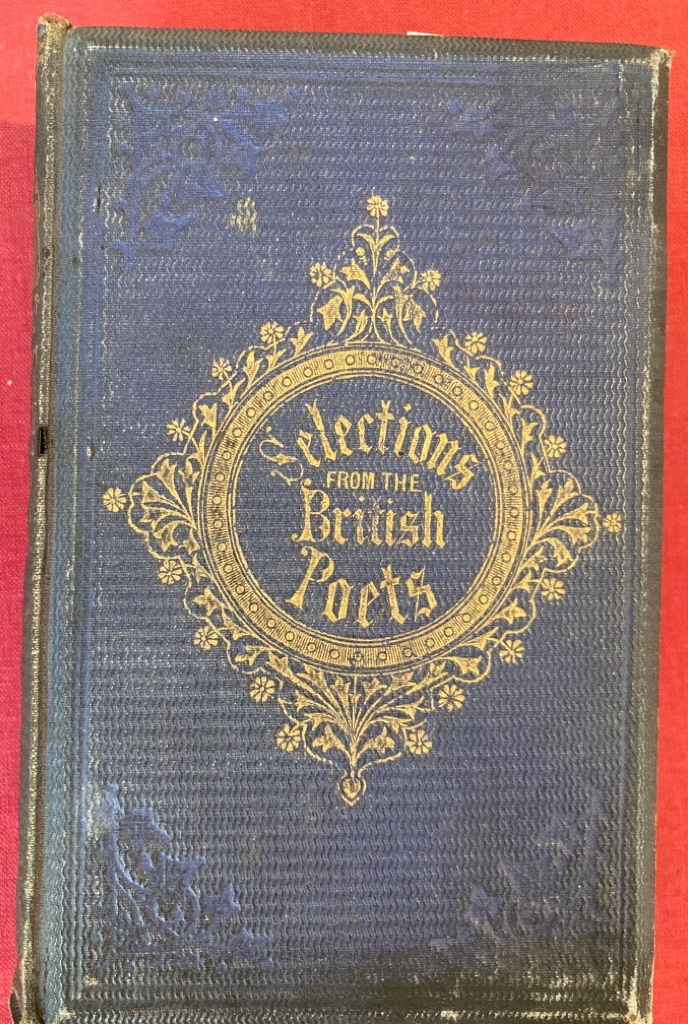 Selections
FROM THE
British
Poets